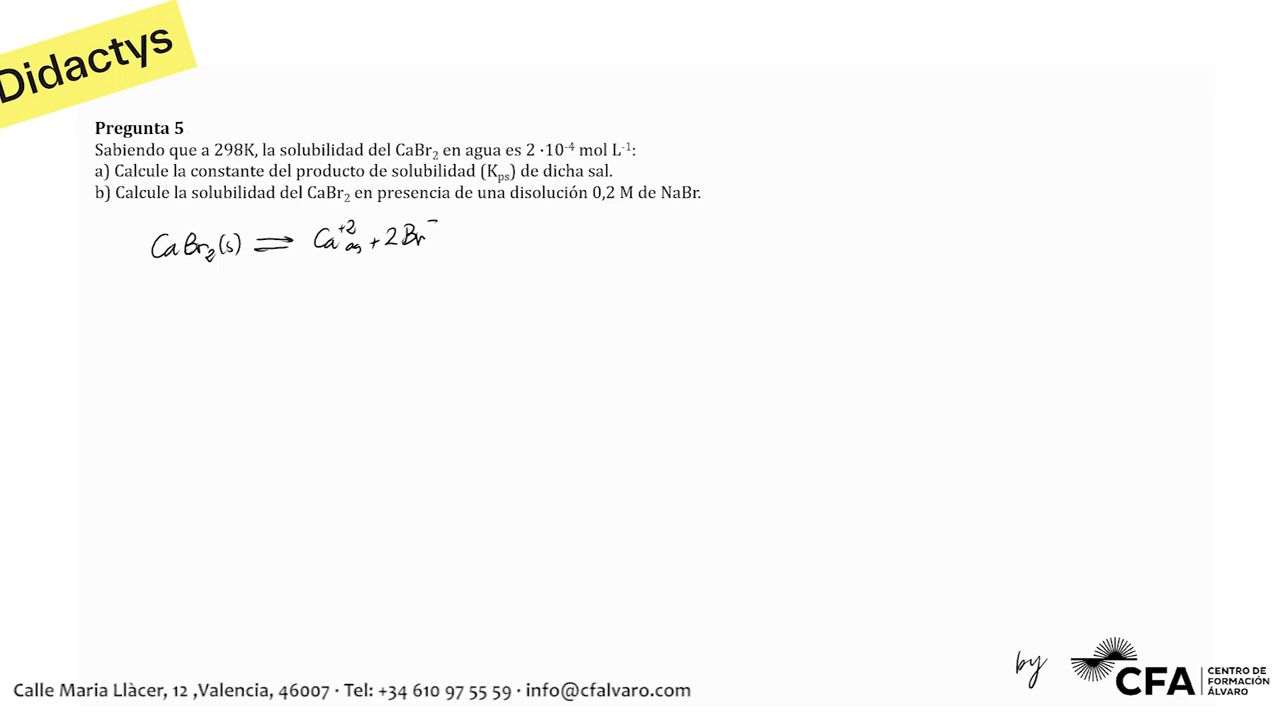 Didactys
Pregunta 5
Sabiendo que a 298K, la solubilidad del CaBr₂ en agua es 2 ·10⁻⁴ mol L⁻¹:
a) Calcule la constante del producto de solubilidad (Kₚₛ) de dicha sal.
b) Calcule la solubilidad del CaBr₂ en presencia de una disolución 0,2 M de NaBr.
CaBr₂(s) ⇌ Ca⁺²aq + 2Br⁻
by
CFA
CENTRO DE
FORMACIÓN
ÁLVARO
Calle Maria Llàcer, 12 ,Valencia, 46007 · Tel: +34 610 97 55 59 · info@cfalvaro.com